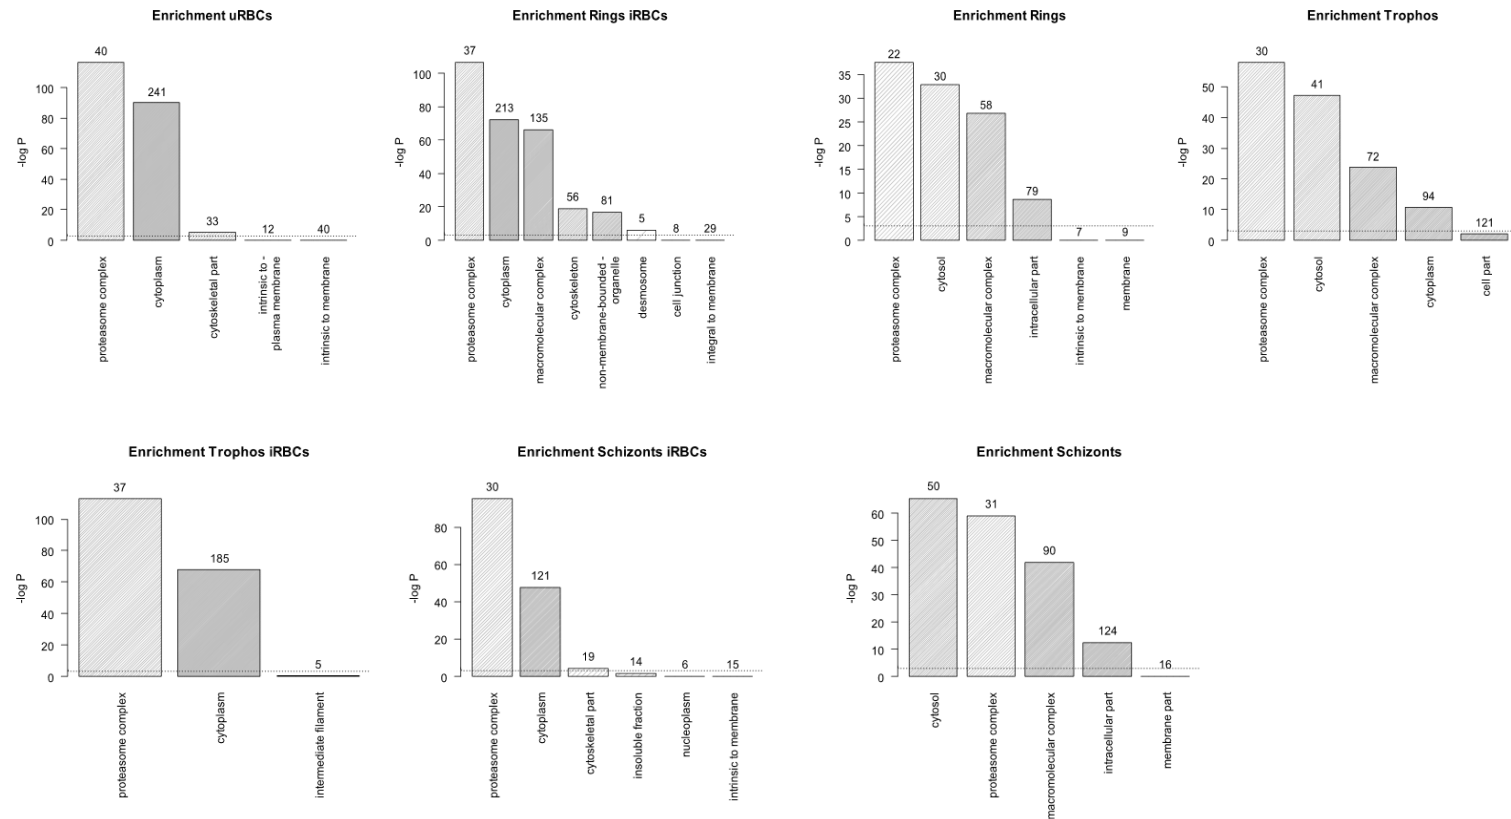 Enrichment uRBCs
-log P
100
80
60
40
20
0
40
241
33
12
40
proteasome complex
cytoplasm
cytoskeletal part
intrinsic to -
plasma membrane
intrinsic to membrane
Enrichment Rings iRBCs
-log P
100
80
60
40
20
0
37
213
135
56
81
5
8
29
proteasome complex
cytoplasm
macromolecular complex
cytoskeleton
non-membrane-bounded -
organelle
desmosome
cell junction
integral to membrane
Enrichment Rings
-log P
35
30
25
20
15
10
5
0
22
30
58
79
7
9
proteasome complex
cytosol
macromolecular complex
intracellular part
intrinsic to membrane
membrane
Enrichment Trophos
-log P
50
40
30
20
10
0
30
41
72
94
121
proteasome complex
cytosol
macromolecular complex
cytoplasm
cell part
Enrichment Trophos iRBCs
-log P
100
80
60
40
20
0
37
185
5
proteasome complex
cytoplasm
intermediate filament
Enrichment Schizonts iRBCs
-log P
80
60
40
20
0
30
121
19
14
6
15
proteasome complex
cytoplasm
cytoskeletal part
insoluble fraction
nucleoplasm
intrinsic to membrane
Enrichment Schizonts
-log P
60
50
40
30
20
10
0
50
31
90
124
16
cytosol
proteasome complex
macromolecular complex
intracellular part
membrane part